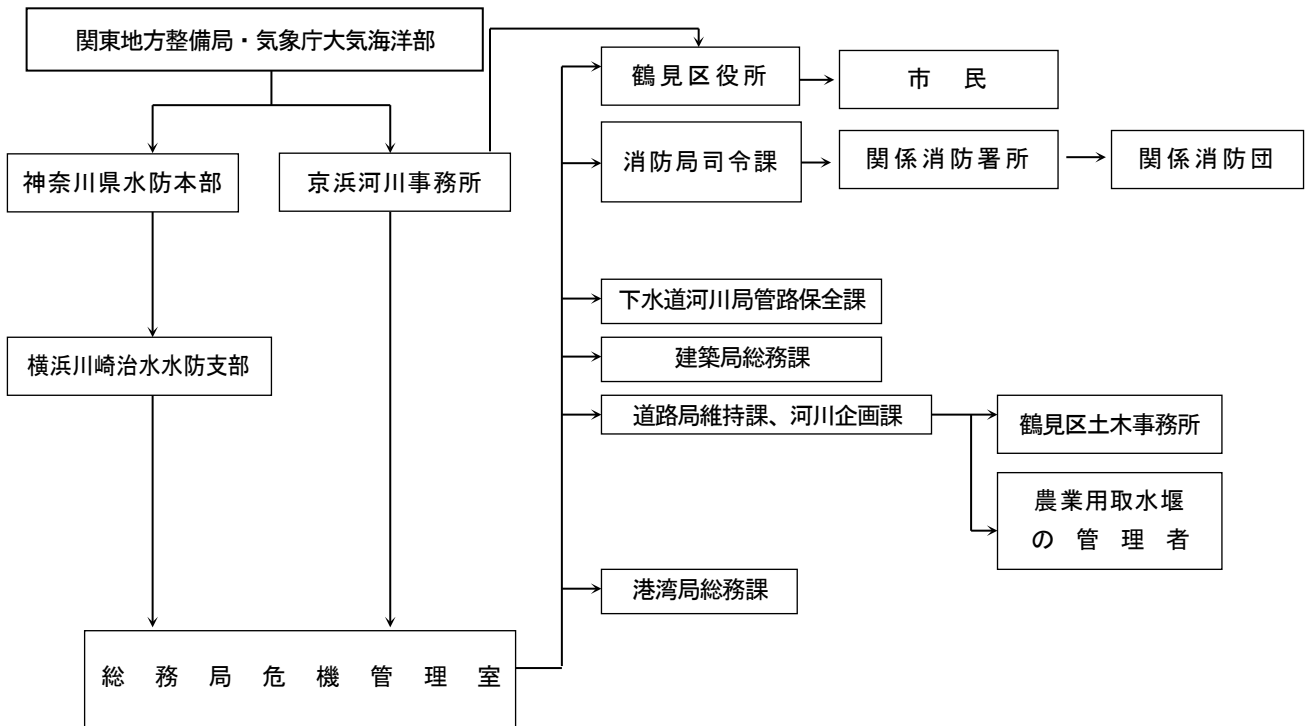 関東地方整備局・気象庁大気海洋部
鶴見区役所
市民
神奈川県水防本部
京浜河川事務所
消防局司令課
関係消防署所
関係消防団
下水道河川局管路保全課
横浜川崎治水水防支部
建築局総務課
道路局維持課、河川企画課
鶴見区土木事務所
農業用取水堰
の管理者
港湾局総務課
総務局危機管理室